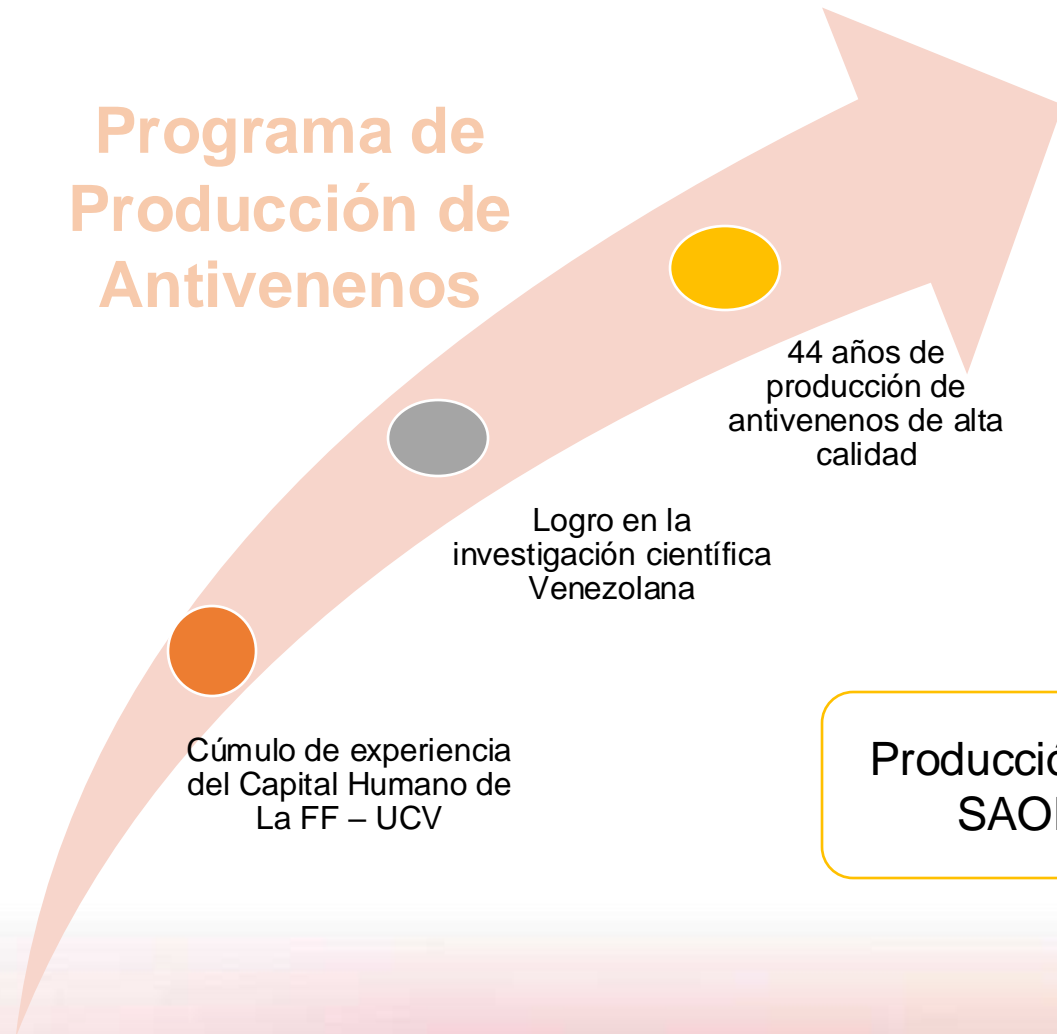 Programa de
Producción de
Antivenenos
44 años de
producción de
antivenenos de alta
calidad
Logro en la
investigación científica
Venezolana
Cúmulo de experiencia
del Capital Humano de
La FF – UCV